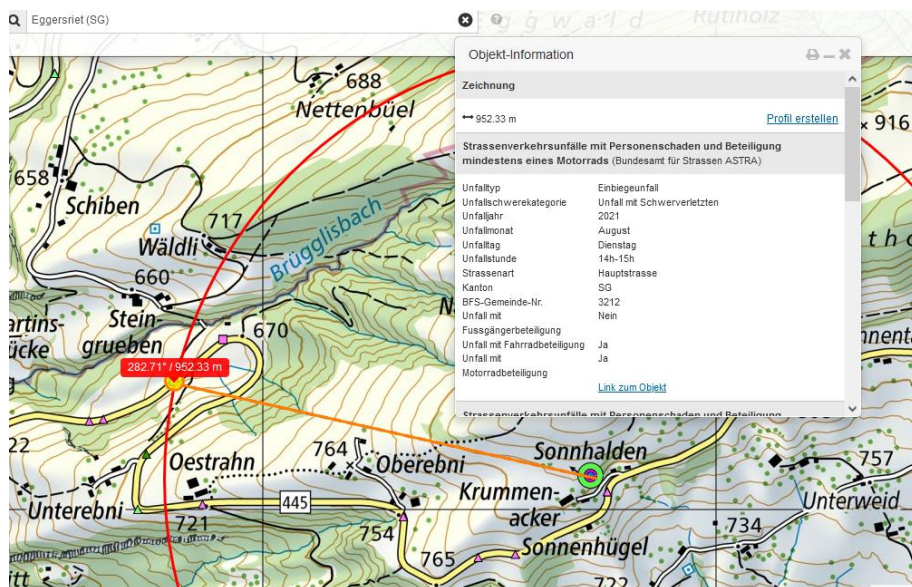 Eggersriet (SG)
Eggwald
Rütiholz
Objekt-Information
Zeichnung
952.33 m
Profil erstellen
Strassenverkehrsunfälle mit Personenschaden und Beteiligung
mindestens eines Motorrads (Bundesamt für Strassen ASTRA)
Unfalltyp Einbiegeunfall
Unfallschwerekategorie Unfall mit Schwerverletzten
Unfalljahr 2021
Unfallmonat August
Unfalltag Dienstag
Unfallstunde 14h-15h
Strassenart Hauptstrasse
Kanton SG
BFS-Gemeinde-Nr. 3212
Unfall mit Nein
Fussgängerbeteiligung
Unfall mit Fahrradbeteiligung Ja
Unfall mit Ja
Motorradbeteiligung
Link zum Objekt
Strassenverkehrsunfälle mit Personenschaden und Beteiligung
688
Nettenbüel
916
658
Schiben
717
Wäldli
Brügglisbach
660
Stein-
grueben
670
282.71° / 952.33 m
22
Oestrahn
764
Oberebni
Sonnhalden
757
Krummen-
acker
Unterebni
445
721
754
Unterweid
734
Sonnenhügel
765
722